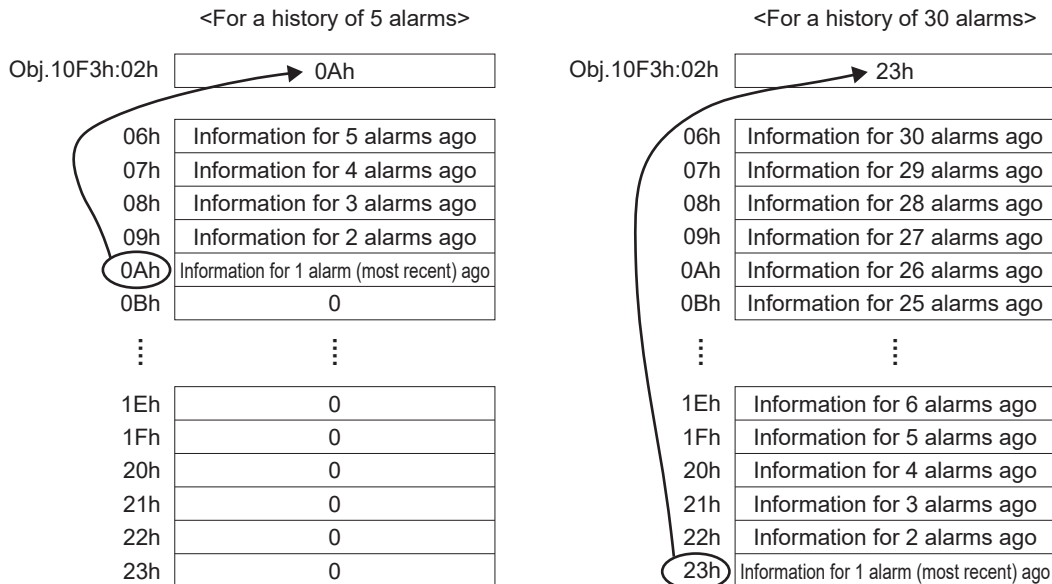 <For a history of 5 alarms>
Obj.10F3h:02h 0Ah
06h Information for 5 alarms ago
07h Information for 4 alarms ago
08h Information for 3 alarms ago
09h Information for 2 alarms ago
0Ah Information for 1 alarm (most recent) ago
0Bh 0
1Eh 0
1Fh 0
20h 0
21h 0
22h 0
23h 0
<For a history of 30 alarms>
Obj.10F3h:02h 23h
06h Information for 30 alarms ago
07h Information for 29 alarms ago
08h Information for 28 alarms ago
09h Information for 27 alarms ago
0Ah Information for 26 alarms ago
0Bh Information for 25 alarms ago
1Eh Information for 6 alarms ago
1Fh Information for 5 alarms ago
20h Information for 4 alarms ago
21h Information for 3 alarms ago
22h Information for 2 alarms ago
23h Information for 1 alarm (most recent) ago